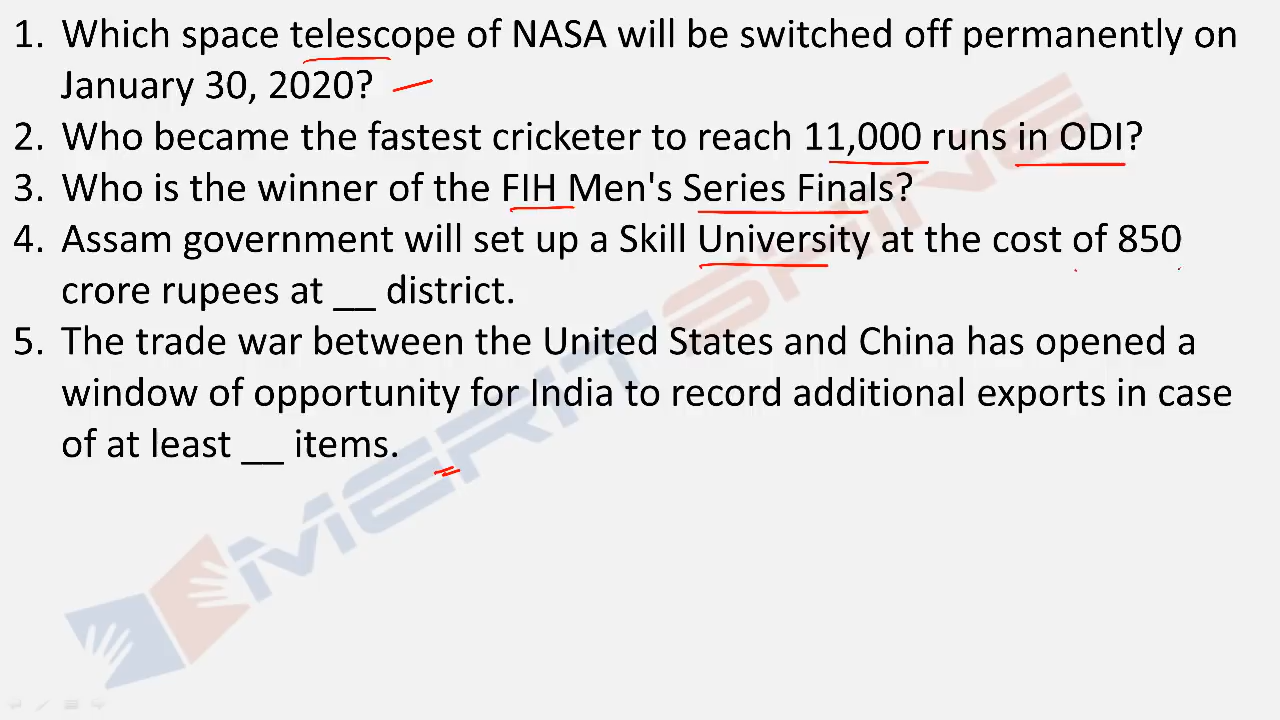 1. Which space telescope of NASA will be switched off permanently on
January 30, 2020?
2. Who became the fastest cricketer to reach 11,000 runs in ODI?
3. Who is the winner of the FIH Men's Series Finals?
4. Assam government will set up a Skill University at the cost of 850
crore rupees at __ district.
5. The trade war between the United States and China has opened a
window of opportunity for India to record additional exports in case
of at least __ items.
MERITSHINE